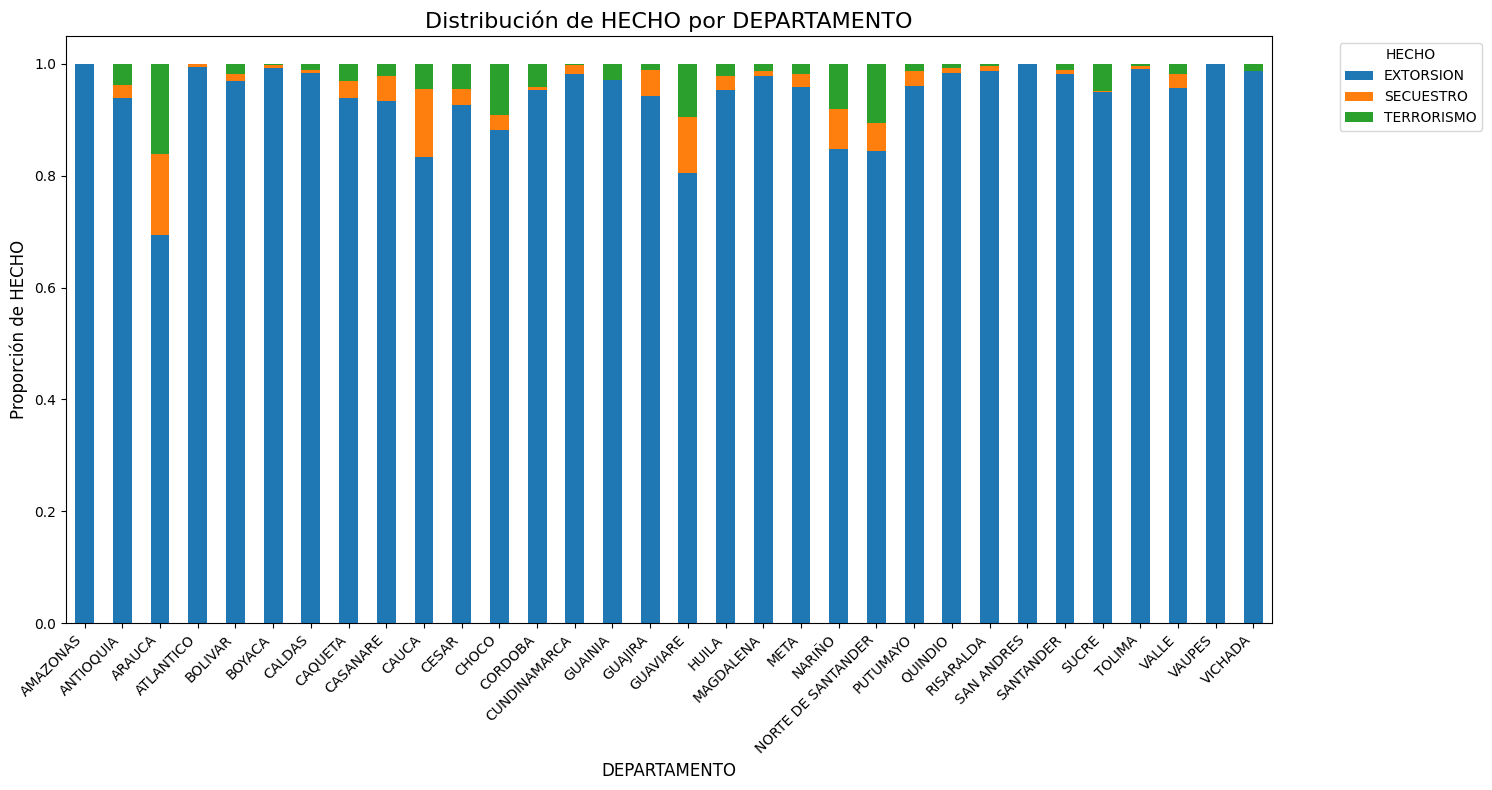 Distribución de HECHO por DEPARTAMENTO
HECHO
EXTORSION
SECUESTRO
TERRORISMO
Proporción de HECHO
1.0
0.8
0.6
0.4
0.2
0.0
AMAZONAS
ANTIOQUIA
ARAUCA
ATLANTICO
BOLIVAR
BOYACA
CALDAS
CAQUETA
CASANARE
CAUCA
CESAR
CHOCO
CORDOBA
CUNDINAMARCA
GUAINIA
GUAJIRA
GUAVIARE
HUILA
MAGDALENA
META
NARIÑO
NORTE DE SANTANDER
PUTUMAYO
QUINDIO
RISARALDA
SAN ANDRES
SANTANDER
SUCRE
TOLIMA
VALLE
VAUPES
VICHADA
DEPARTAMENTO